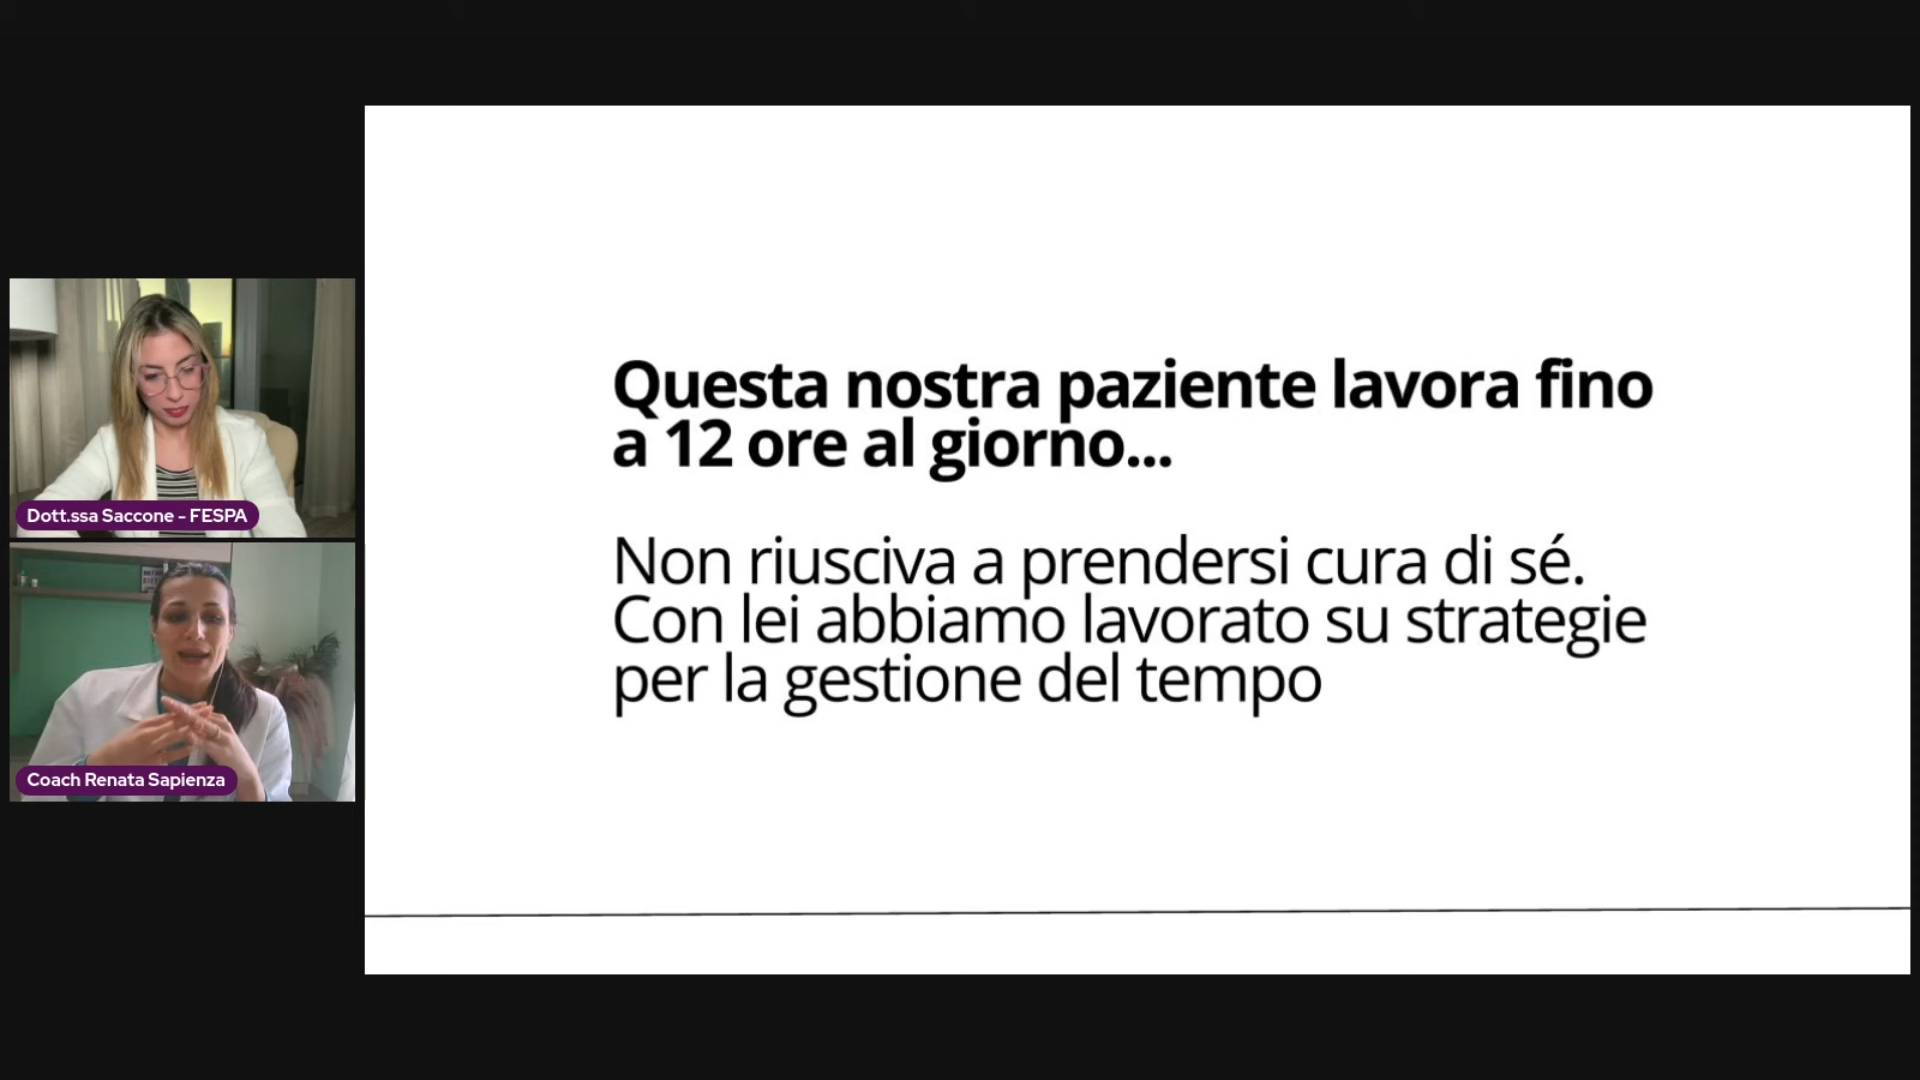 Dott.ssa Saccone - FESPA
Coach Renata Sapienza
Questa nostra paziente lavora fino
a 12 ore al giorno...
Non riusciva a prendersi cura di sé.
Con lei abbiamo lavorato su strategie
per la gestione del tempo